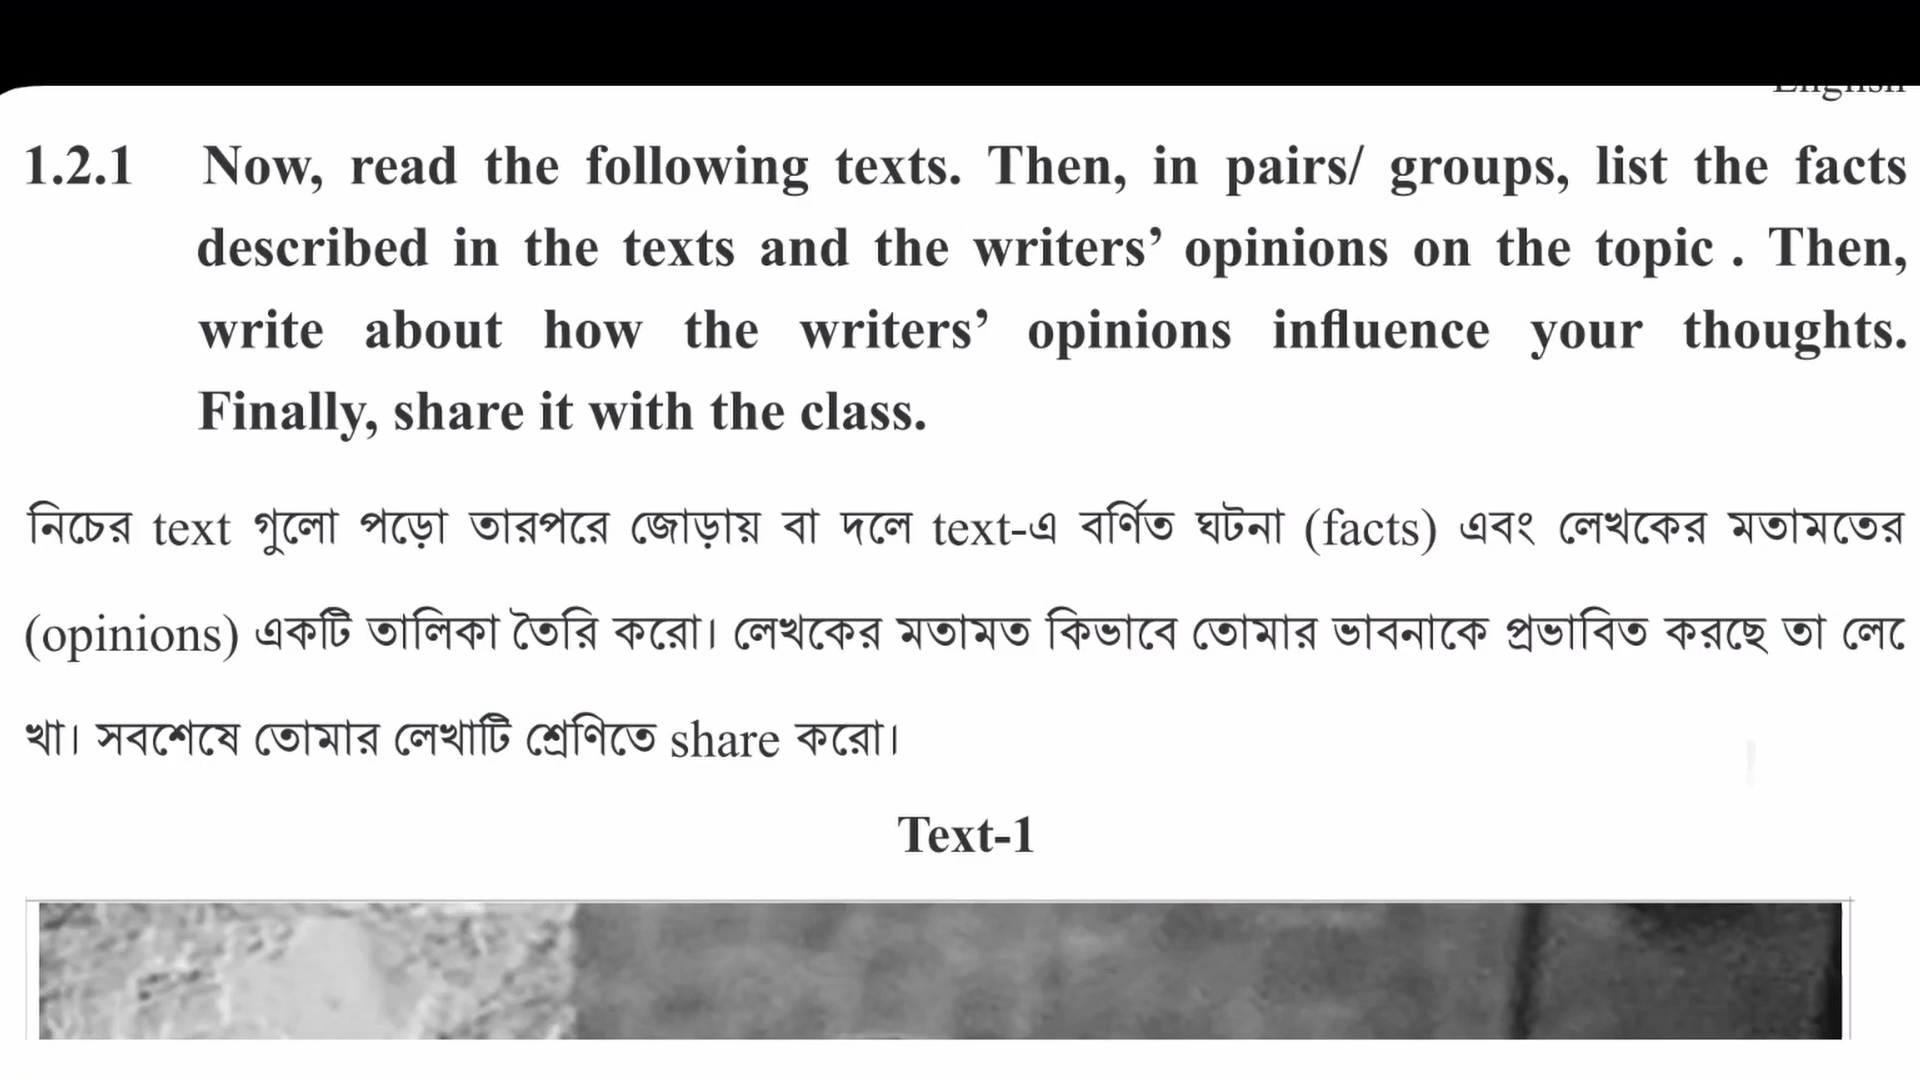 1.2.1 Now, read the following texts. Then, in pairs/ groups, list the facts
described in the texts and the writers’ opinions on the topic . Then,
write about how the writers’ opinions influence your thoughts.
Finally, share it with the class.
নিচের text গুলো পড়ো তারপরে জোড়ায় বা দলে text-এ বর্ণিত ঘটনা (facts) এবং লেখকের মতামতের
(opinions) একটি তালিকা তৈরি করো। লেখকের মতামত কিভাবে তোমার ভাবনাকে প্রভাবিত করছে তা লে
খো। সবশেষে তোমার লেখাটি শ্রেণিতে share করো।
Text-1